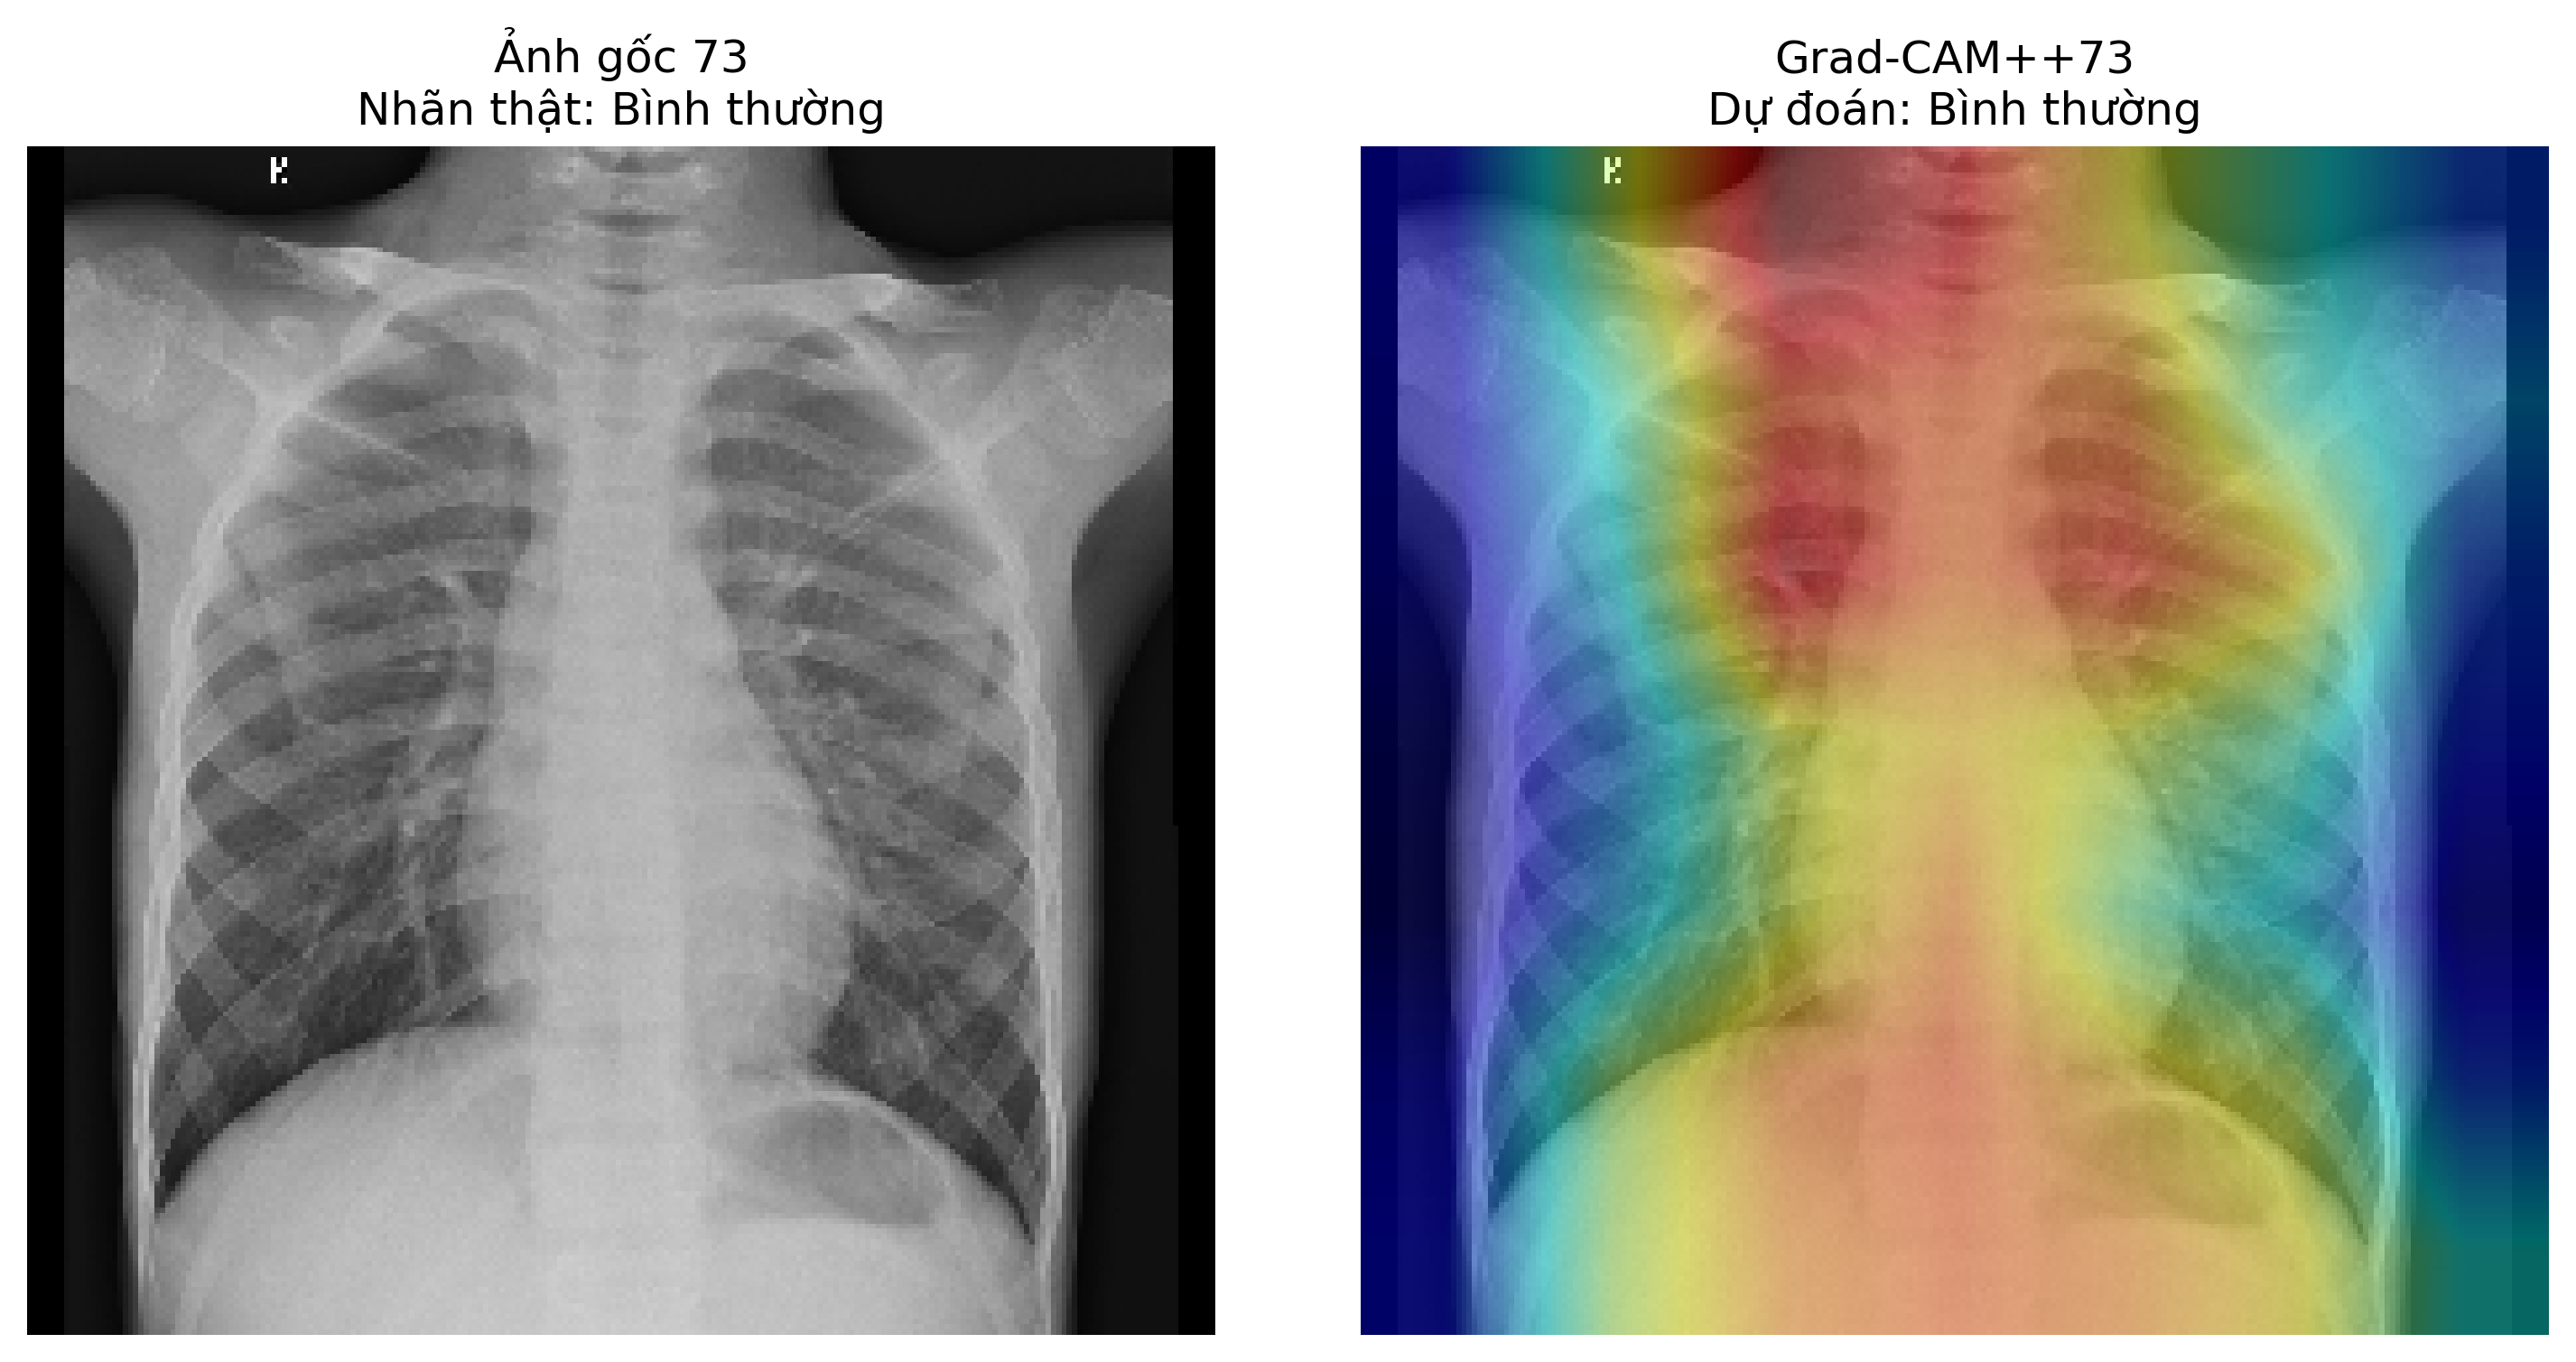 Ảnh gốc 73
Nhãn thật: Bình thường
Grad-CAM++73
Dự đoán: Bình thường